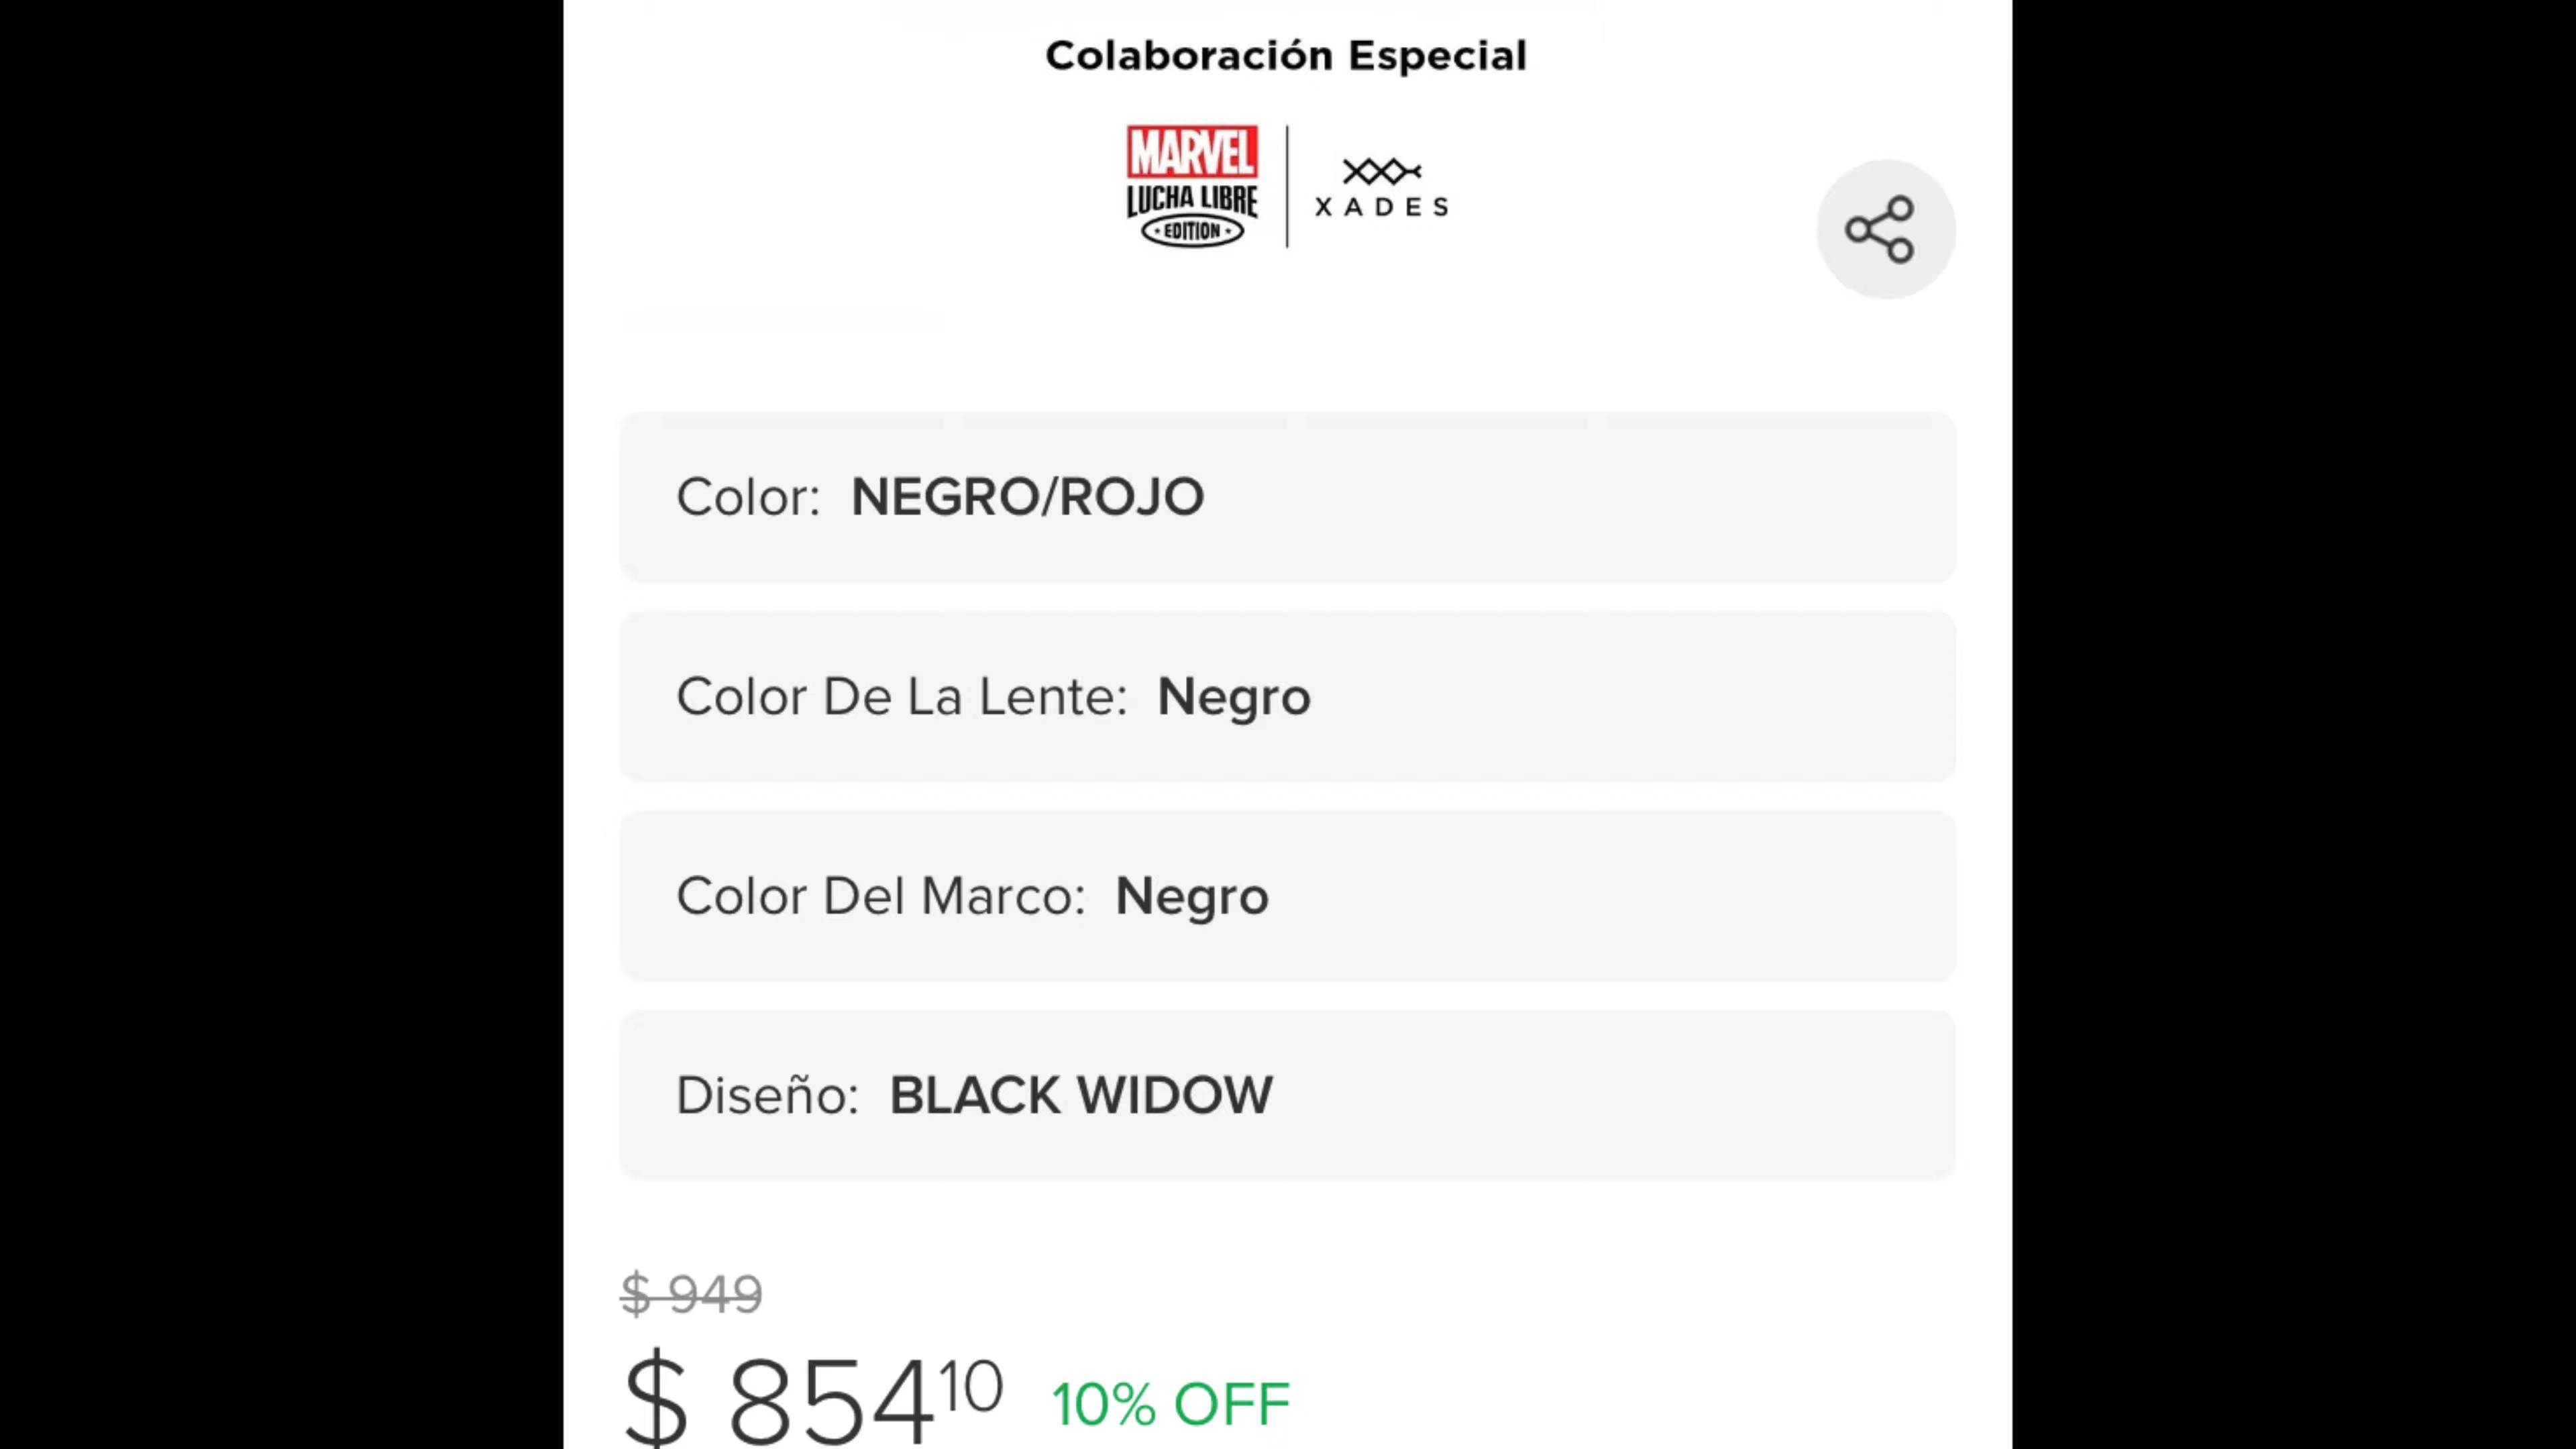 Colaboración Especial
MARVEL
LUCHA LIBRE
EDITION
XADES
Color: NEGRO/ROJO
Color De La Lente: Negro
Color Del Marco: Negro
Diseño: BLACK WIDOW
$ 949
$ 854 10 10% OFF